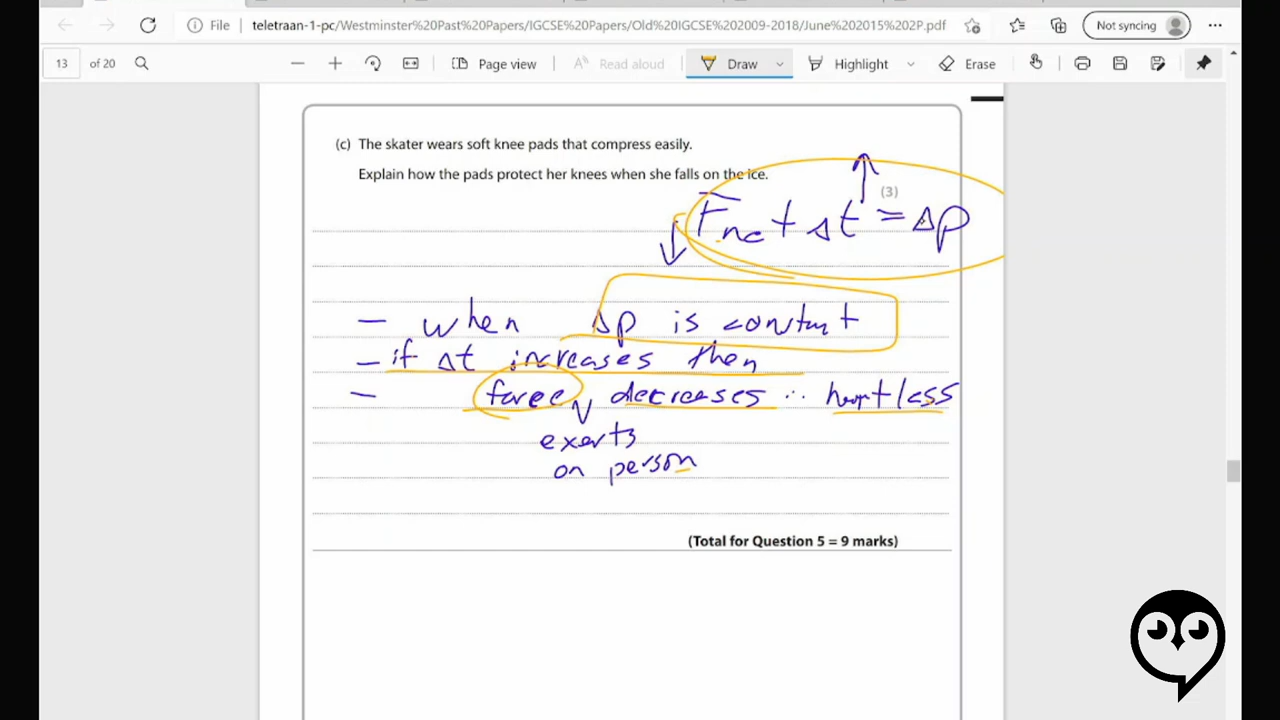 File teletraan-1-pc/Westminster%20Past%20Papers/IGCSE%20Papers/Old%20IGCSE%202009-2018/June%202015%202P.pdf Not syncing
13 of 20 Page view Read aloud Draw Highlight Erase
(c) The skater wears soft knee pads that compress easily.
Explain how the pads protect her knees when she falls on the ice.
(3)
↓ Fnet Δt ↑ = Δp
– when Δp is constant
– if Δt increases then
– force decreases ∴ hurt less
exerts
on person
(Total for Question 5 = 9 marks)